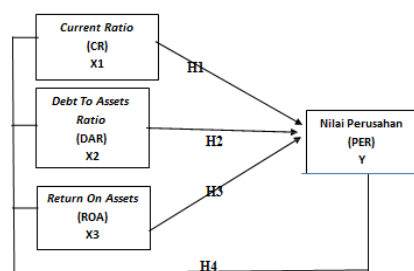 Current Ratio
(CR)
X1
H1
Debt To Assets
Ratio
(DAR)
X2
H2
Nilai Perusahan
(PER)
Y
Return On Assets
(ROA)
X3
H3
H4